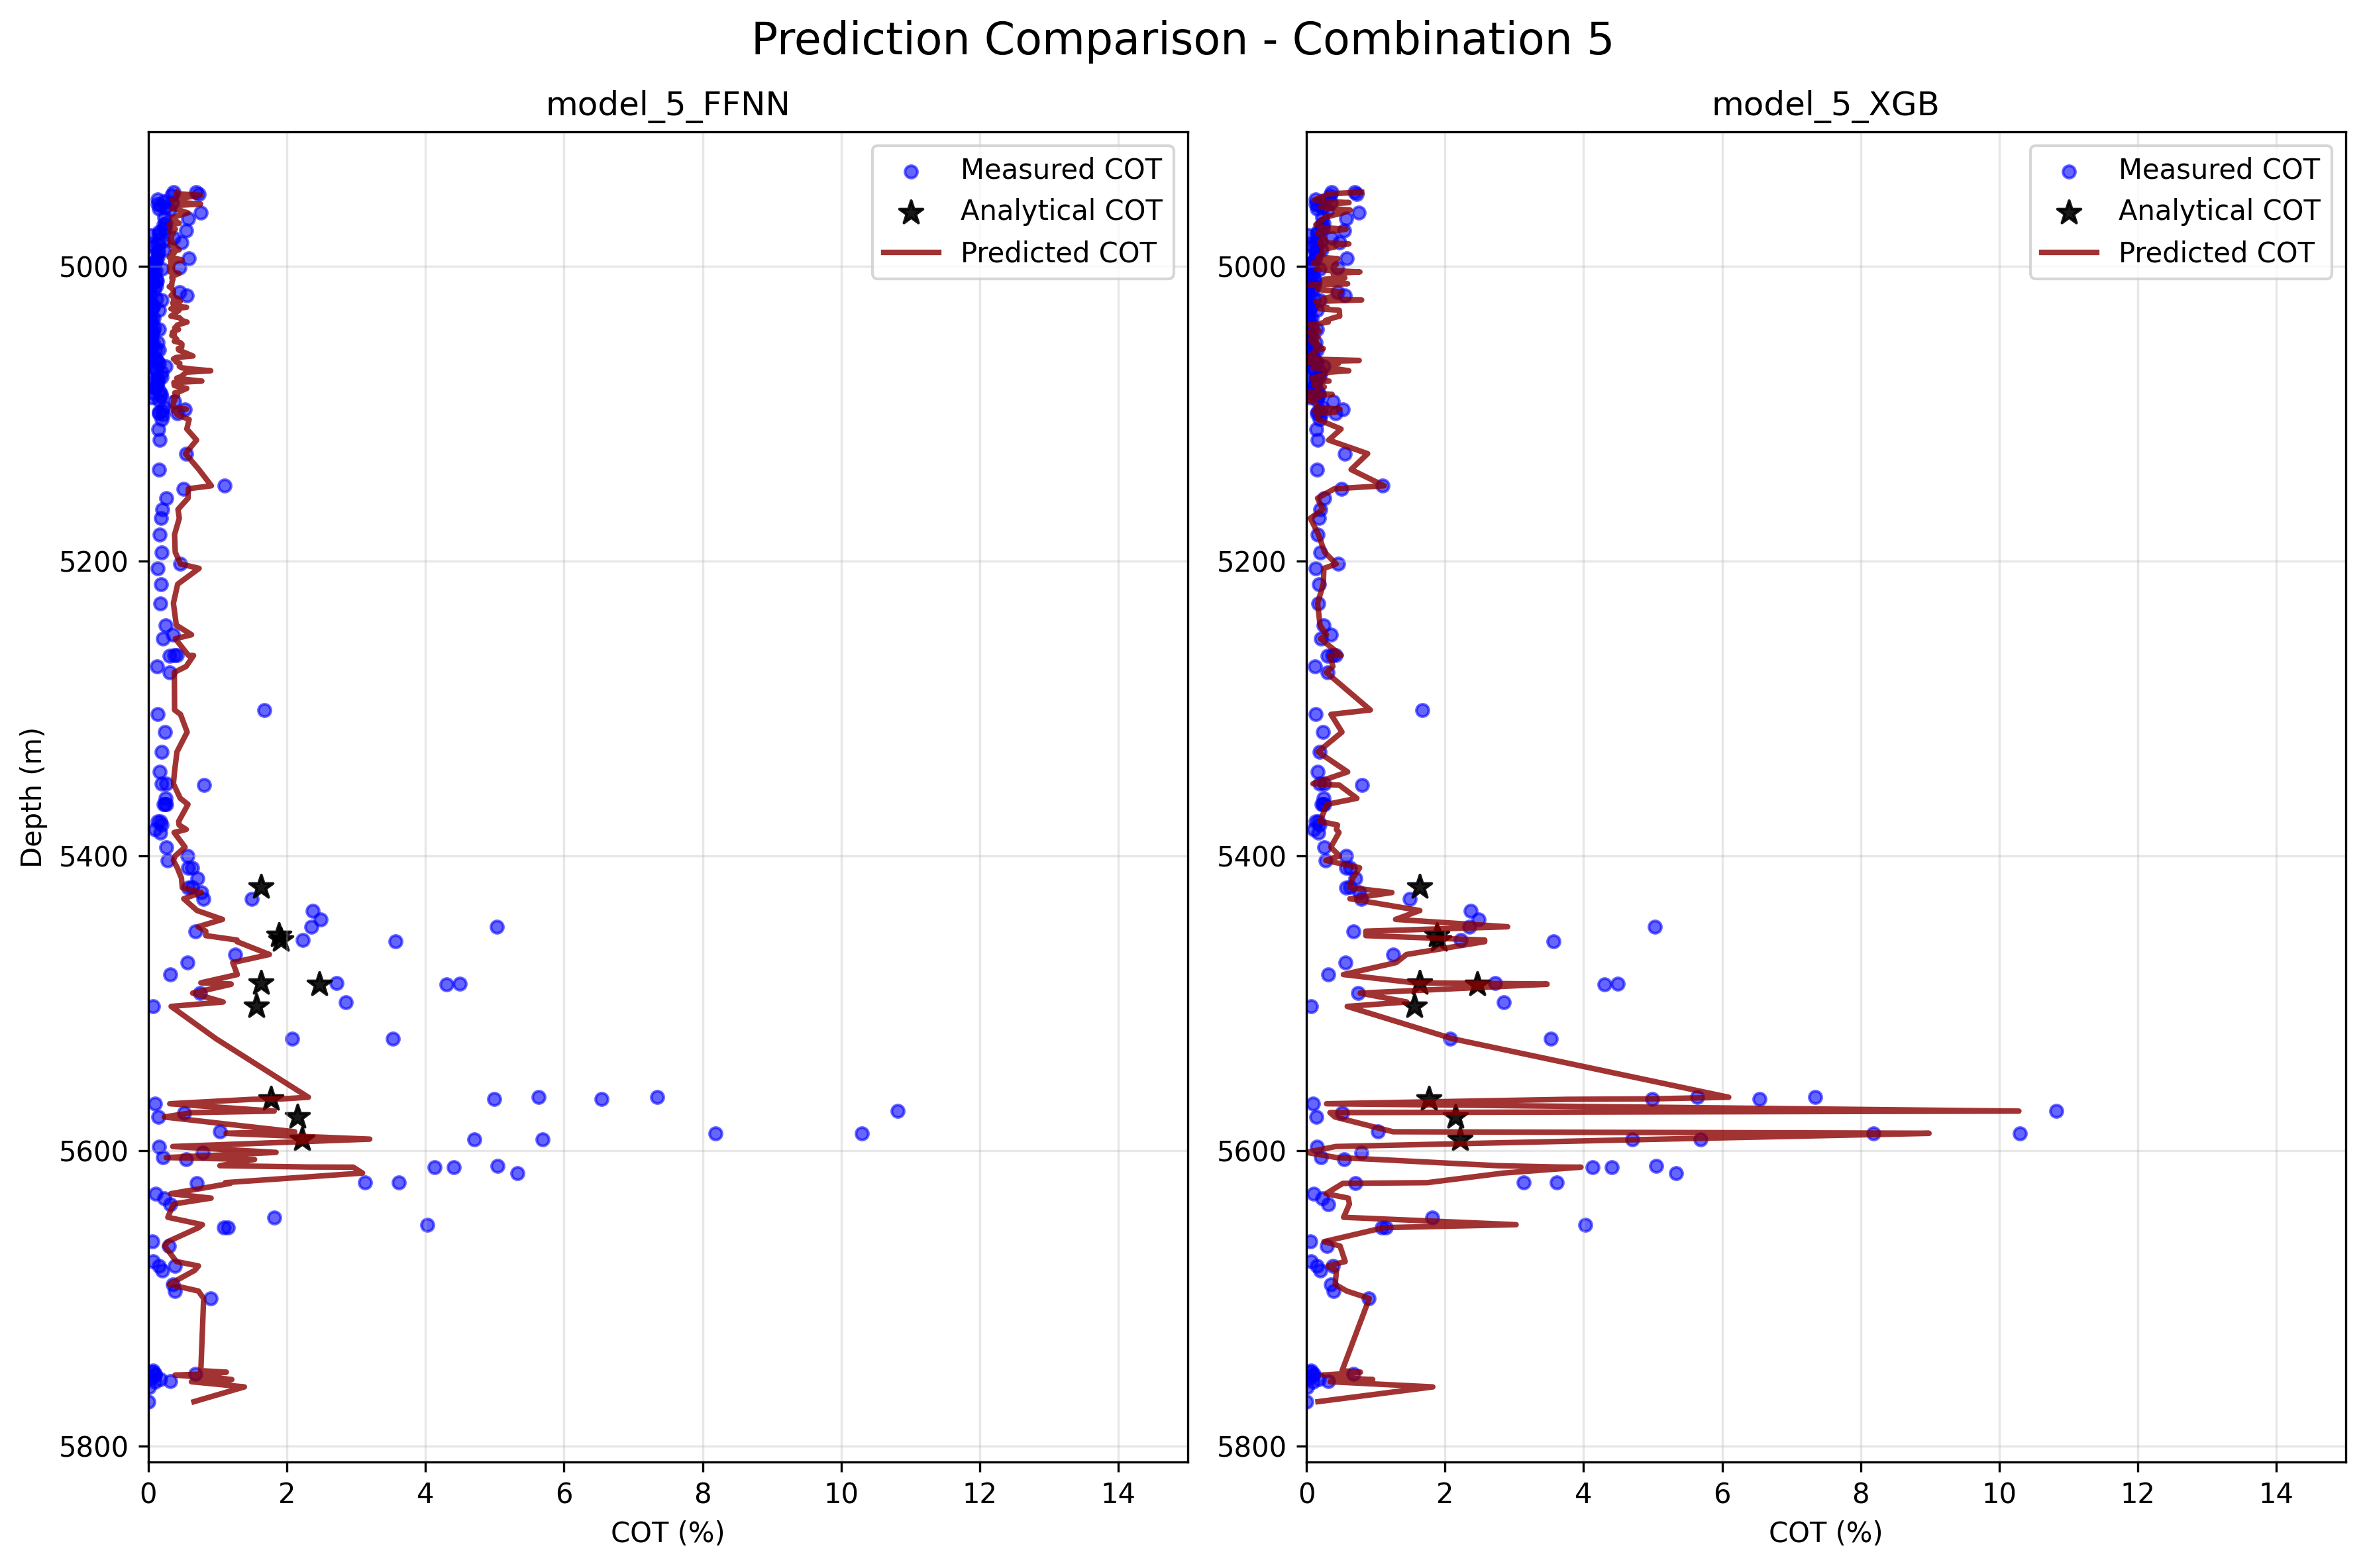 Prediction Comparison - Combination 5
model_5_FFNN
Measured COT
Analytical COT
Predicted COT
5000
5200
5400
5600
5800
Depth (m)
0 2 4 6 8 10 12 14
COT (%)
model_5_XGB
Measured COT
Analytical COT
Predicted COT
5000
5200
5400
5600
5800
0 2 4 6 8 10 12 14
COT (%)